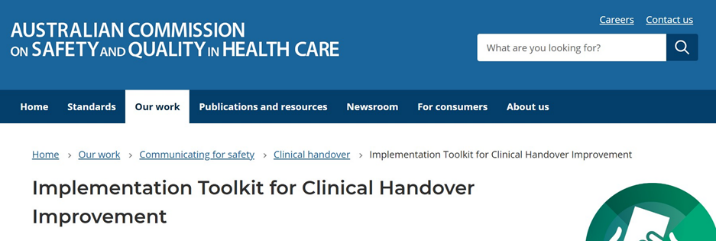 Careers Contact us
AUSTRALIAN COMMISSION
ON SAFETY AND QUALITY IN HEALTH CARE
What are you looking for?
Home Standards Our work Publications and resources Newsroom For consumers About us
Home > Our work > Communicating for safety > Clinical handover > Implementation Toolkit for Clinical Handover Improvement
Implementation Toolkit for Clinical Handover
Improvement